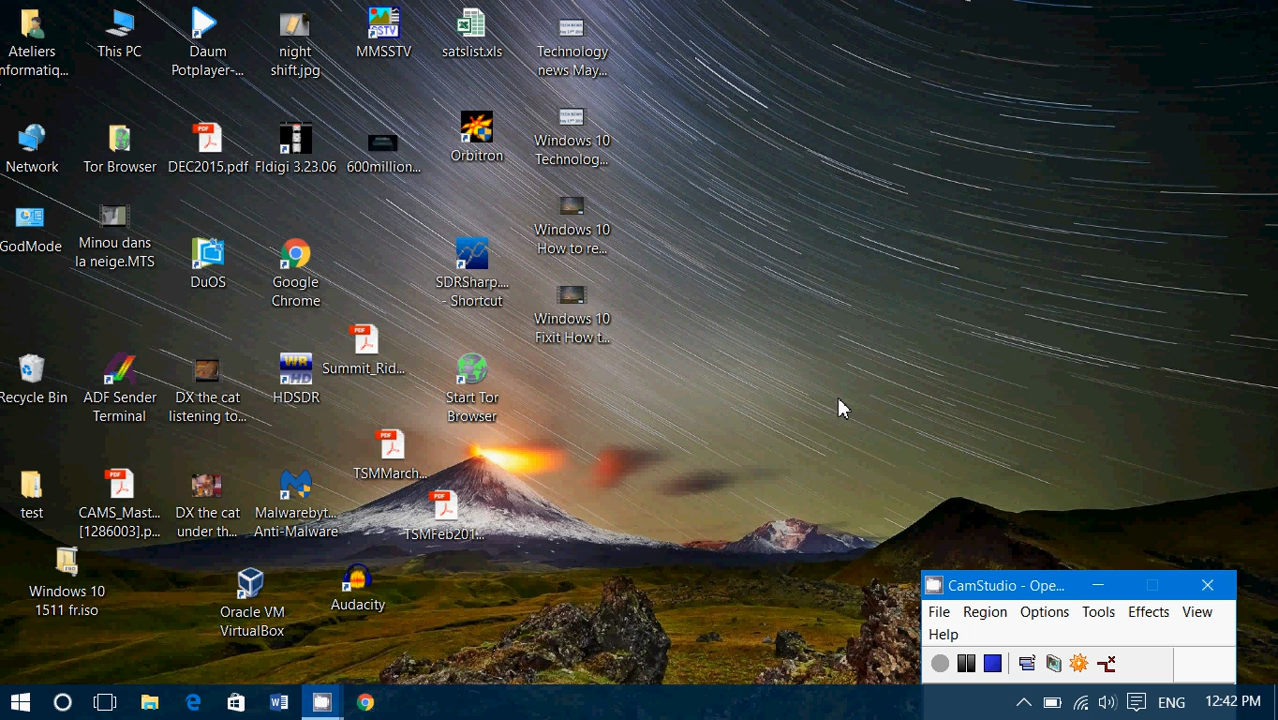 Ateliers
nformatiq...
This PC
Daum
Potplayer-...
night
shift.jpg
MMSSTV
satslist.xls
Technology
news May...
Network
Tor Browser
DEC2015.pdf
Fldigi 3.23.06
600million...
Orbitron
Windows 10
Technolog...
GodMode
Minou dans
la neige.MTS
DuOS
Google
Chrome
SDRSharp....
- Shortcut
Windows 10
How to re...
Windows 10
Fixit How t...
Recycle Bin
ADF Sender
Terminal
DX the cat
listening to...
HDSDR
Summit_Rid...
Start Tor
Browser
TSMMarch...
test
CAMS_Mast...
[1286003].p...
DX the cat
under th...
Malwarebyt...
Anti-Malware
TSMFeb201...
Windows 10
1511 fr.iso
Oracle VM
VirtualBox
Audacity
CamStudio - Ope...
File Region Options Tools Effects View
Help
ENG
12:42 PM